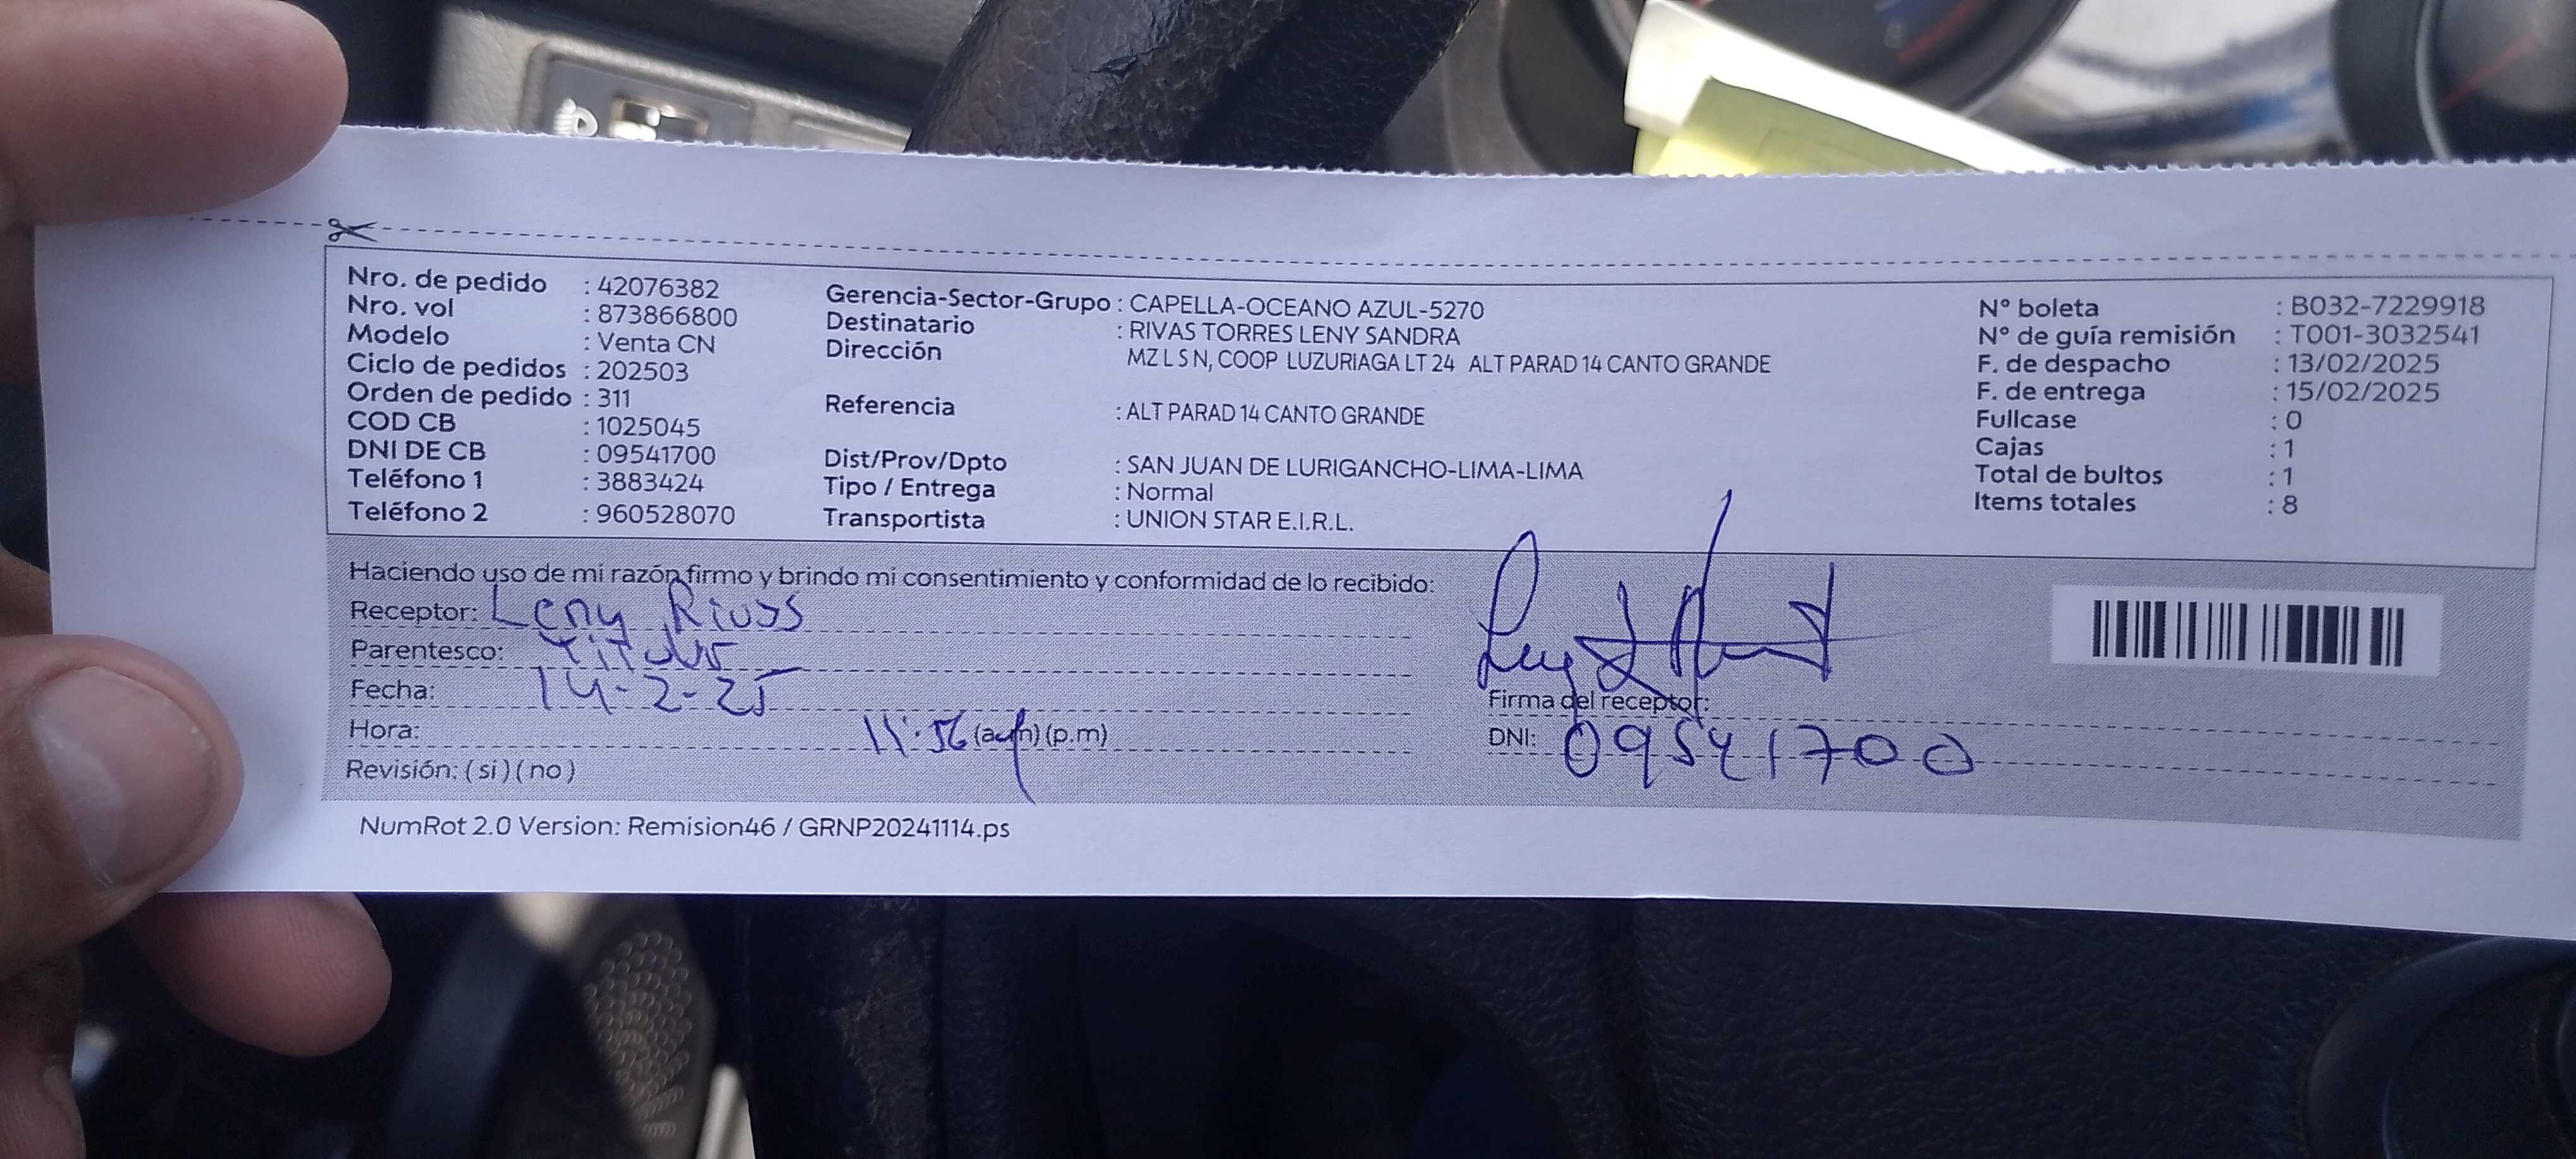 Nro. de pedido : 42076382
Nro. vol : 873866800
Modelo : Venta CN
Ciclo de pedidos : 202503
Orden de pedido : 311
COD CB : 1025045
DNI DE CB : 09541700
Teléfono 1 : 3883424
Teléfono 2 : 960528070
Gerencia-Sector-Grupo : CAPELLA-OCEANO AZUL-5270
Destinatario : RIVAS TORRES LENY SANDRA
Dirección MZ L S N, COOP LUZURIAGA LT 24 ALT PARAD 14 CANTO GRANDE
Referencia : ALT PARAD 14 CANTO GRANDE
Dist/Prov/Dpto : SAN JUAN DE LURIGANCHO-LIMA-LIMA
Tipo / Entrega : Normal
Transportista : UNION STAR E.I.R.L.
N° boleta : B032-7229918
N° de guía remisión : T001-3032541
F. de despacho : 13/02/2025
F. de entrega : 15/02/2025
Fullcase : 0
Cajas : 1
Total de bultos : 1
Items totales : 8
Haciendo uso de mi razón firmo y brindo mi consentimiento y conformidad de lo recibido:
Receptor: Leny Rivas
Parentesco: Titular
Fecha: 14-2-25
Hora: 11:56 (a.m) (p.m)
Revisión: (si) (no)
Firma del receptor:
DNI: 09541700
NumRot 2.0 Version: Remision46 / GRNP20241114.ps